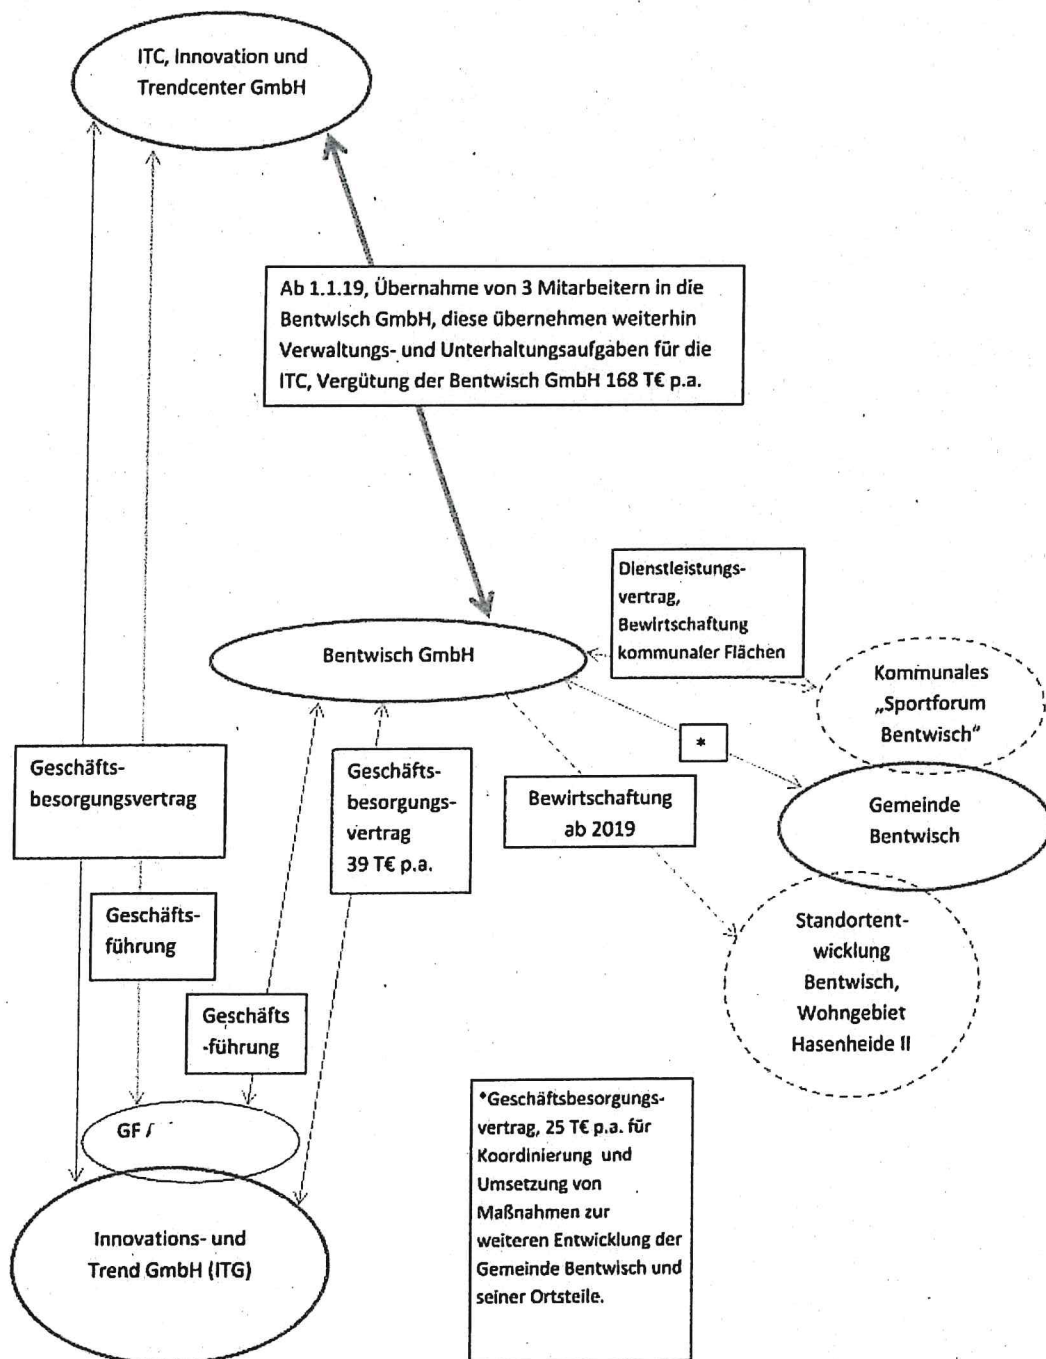 ITC, Innovation und
Trendcenter GmbH
Ab 1.1.19, Übernahme von 3 Mitarbeitern in die
Bentwisch GmbH, diese übernehmen weiterhin
Verwaltungs- und Unterhaltungsaufgaben für die
ITC, Vergütung der Bentwisch GmbH 168 T€ p.a.
Dienstleistungs-
vertrag,
Bewirtschaftung
kommunaler Flächen
Bentwisch GmbH
Kommunales
„Sportforum
Bentwisch“
*
Geschäfts-
besorgungsvertrag
Geschäfts-
besorgungs-
vertrag
39 T€ p.a.
Bewirtschaftung
ab 2019
Gemeinde
Bentwisch
Geschäfts-
führung
Standortent-
wicklung
Bentwisch,
Wohngebiet
Hasenheide II
Geschäfts
-führung
GF
*Geschäftsbesorgungs-
vertrag, 25 T€ p.a. für
Koordinierung und
Umsetzung von
Maßnahmen zur
weiteren Entwicklung der
Gemeinde Bentwisch und
seiner Ortsteile.
Innovations- und
Trend GmbH (ITG)